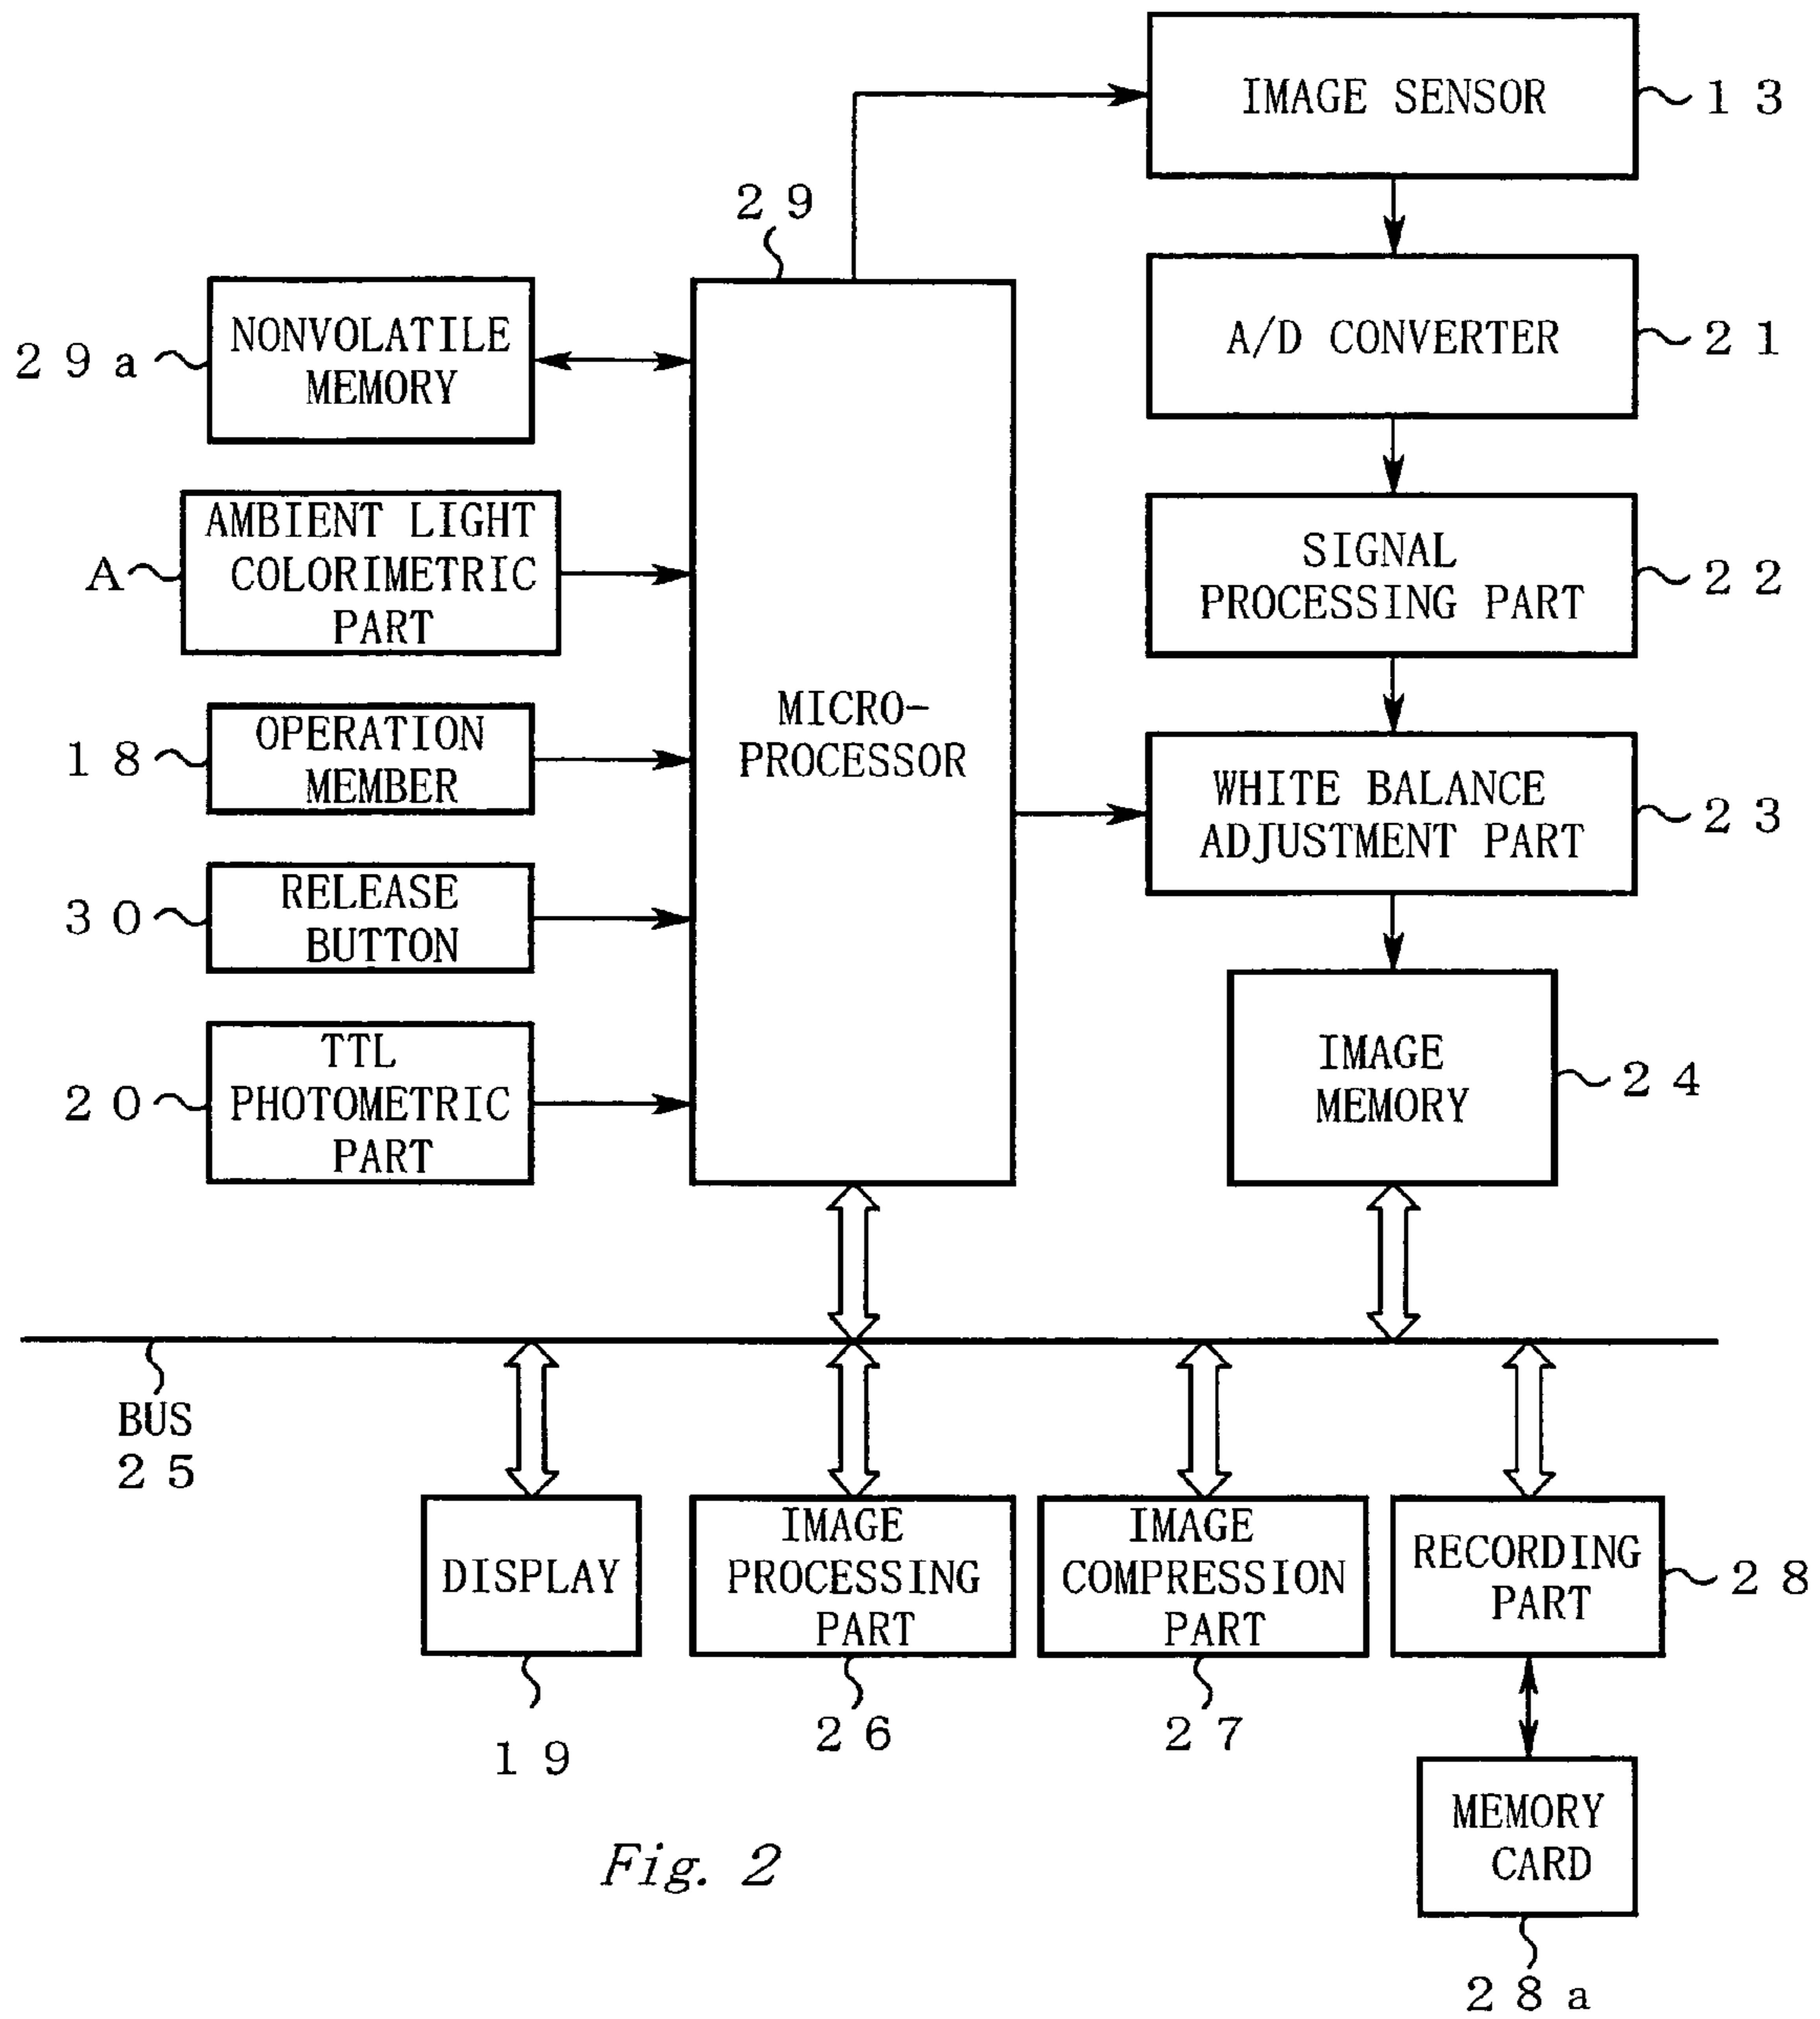 IMAGE SENSOR
13
29
NONVOLATILE
MEMORY
29a
A/D CONVERTER
21
AMBIENT LIGHT
COLORIMETRIC
PART
A
SIGNAL
PROCESSING PART
22
MICRO-
PROCESSOR
OPERATION
MEMBER
18
WHITE BALANCE
ADJUSTMENT PART
23
RELEASE
BUTTON
30
TTL
PHOTOMETRIC
PART
20
IMAGE
MEMORY
24
BUS
25
DISPLAY
19
IMAGE
PROCESSING
PART
26
IMAGE
COMPRESSION
PART
27
RECORDING
PART
28
MEMORY
CARD
28a
Fig. 2